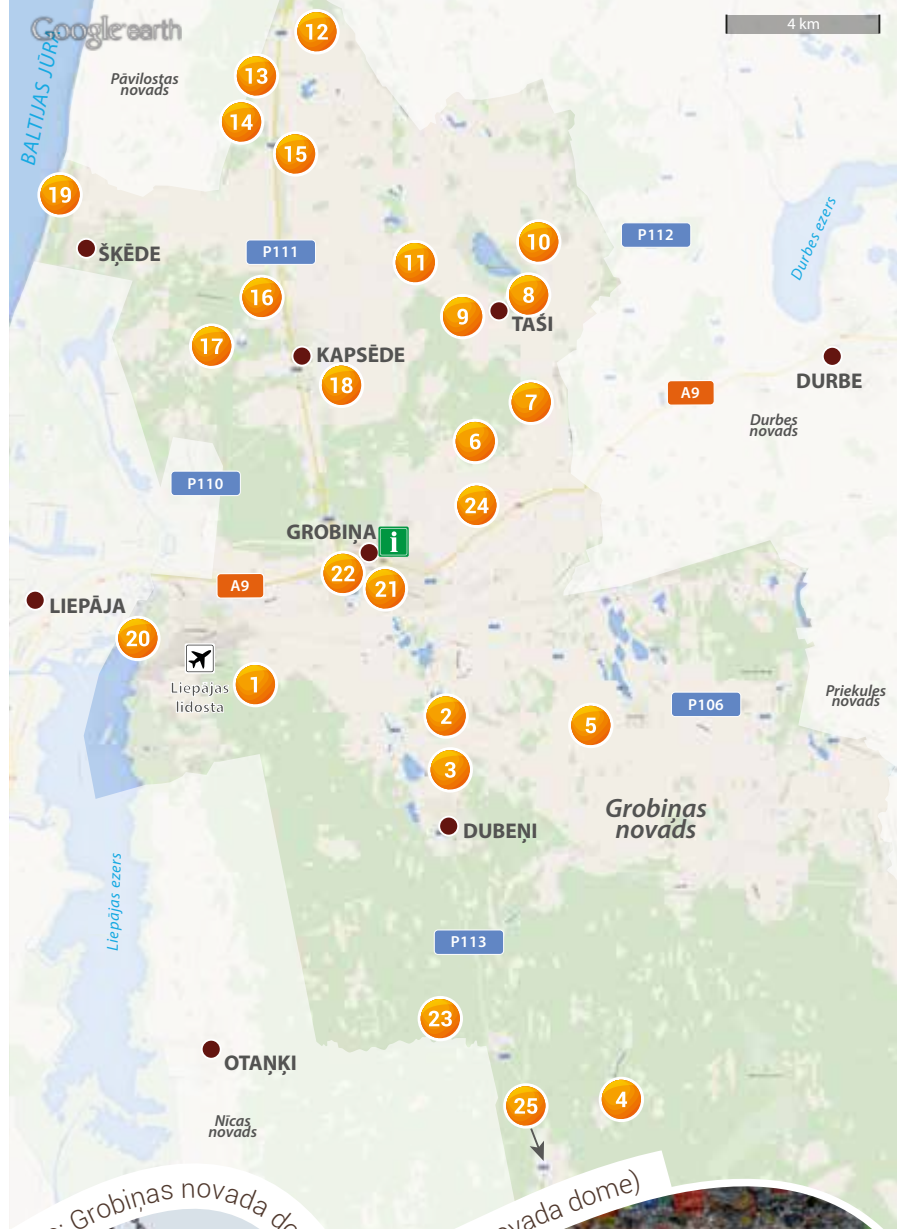 Google earth
4 km
12
BALTIJAS JŪRA
Pāvilostas
novads
13
14
15
19
ŠĶĒDE
P111
P112
10
11
Durbes ezers
16
8
9
TAŠI
17
KAPSĒDE
18
DURBE
7
A9
Durbes
novads
6
P110
24
GROBIŅA
i
22
21
A9
LIEPĀJA
20
Liepājas
lidosta
1
2
5
P106
Priekules
novads
3
Grobiņas
novads
DUBEŅI
Liepājas ezers
P113
23
OTAŅĶI
25
4
Nīcas
novads
Grobiņas novada
novada dome)